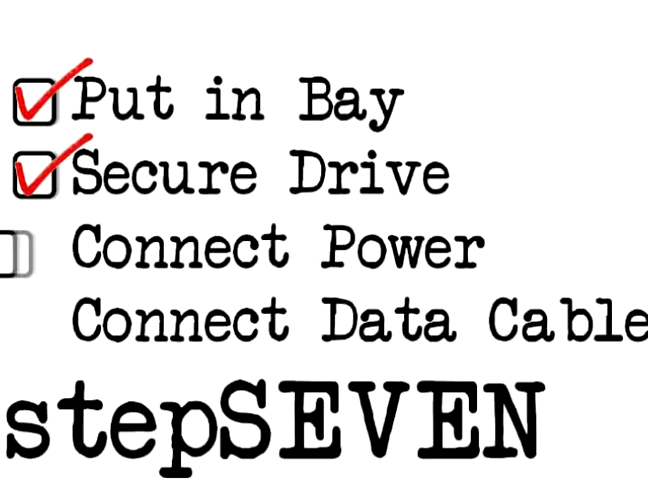 Put in Bay
Secure Drive
Connect Power
Connect Data Cable
stepSEVEN